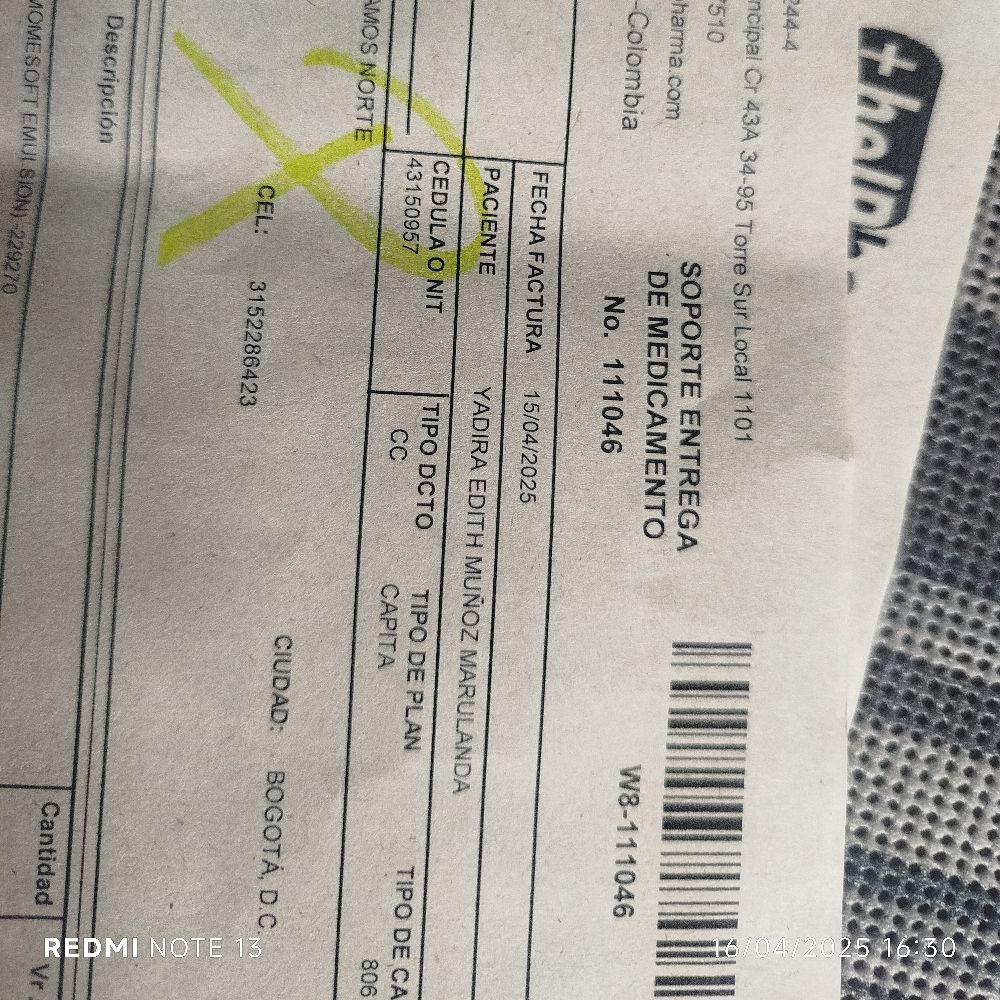 244-4
ncipal Cr 43A 34-95 Torre Sur Local 1101
7510
harma.com
-Colombia
SOPORTE ENTREGA
DE MEDICAMENTO
No. 111046
W8-111046
FECHA FACTURA 15/04/2025
PACIENTE YADIRA EDITH MUÑOZ MARULANDA
CEDULA O NIT TIPO DCTO TIPO DE PLAN TIPO DE CA
43150957 CC CAPITA 806
AMOS NORTE
CEL: 3152286423 CIUDAD: BOGOTÁ, D.C.
Descripción Cantidad Vr
MOMESOFT EMULSION) -229270
REDMI NOTE 13
16/04/2025 16:30